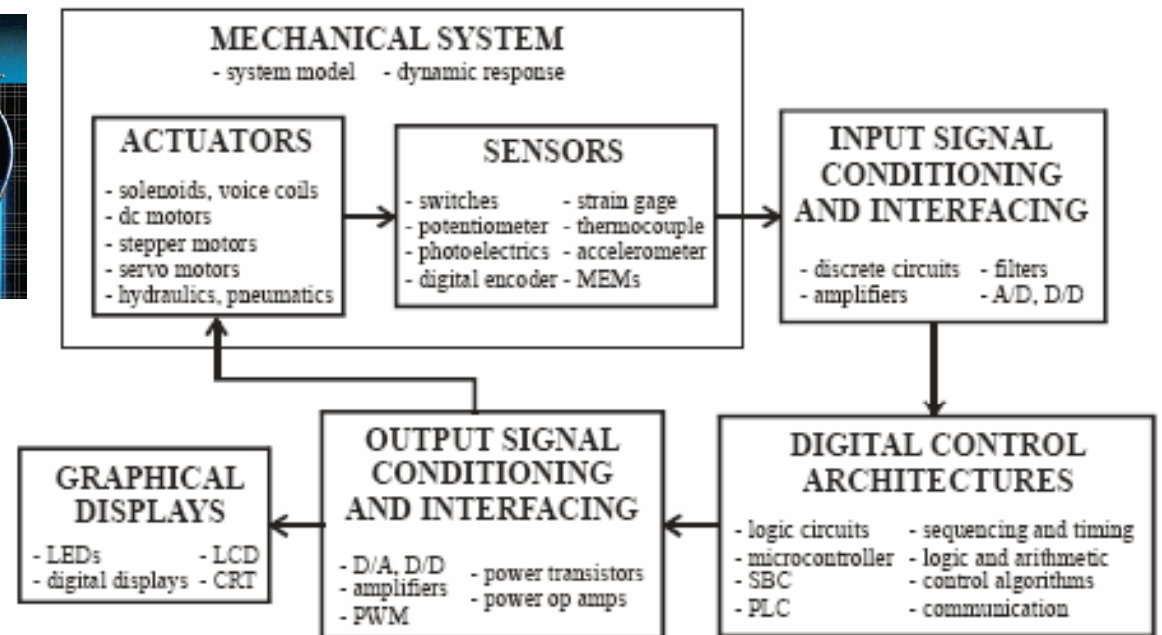 MECHANICAL SYSTEM
- system model - dynamic response
ACTUATORS
- solenoids, voice coils
- dc motors
- stepper motors
- servo motors
- hydraulics, pneumatics
SENSORS
- switches - strain gage
- potentiometer - thermocouple
- photoelectrics - accelerometer
- digital encoder - MEMs
INPUT SIGNAL
CONDITIONING
AND INTERFACING
- discrete circuits - filters
- amplifiers - A/D, D/D
GRAPHICAL
DISPLAYS
- LEDs - LCD
- digital displays - CRT
OUTPUT SIGNAL
CONDITIONING
AND INTERFACING
- D/A, D/D - power transistors
- amplifiers - power op amps
- PWM
DIGITAL CONTROL
ARCHITECTURES
- logic circuits - sequencing and timing
- microcontroller - logic and arithmetic
- SBC - control algorithms
- PLC - communication